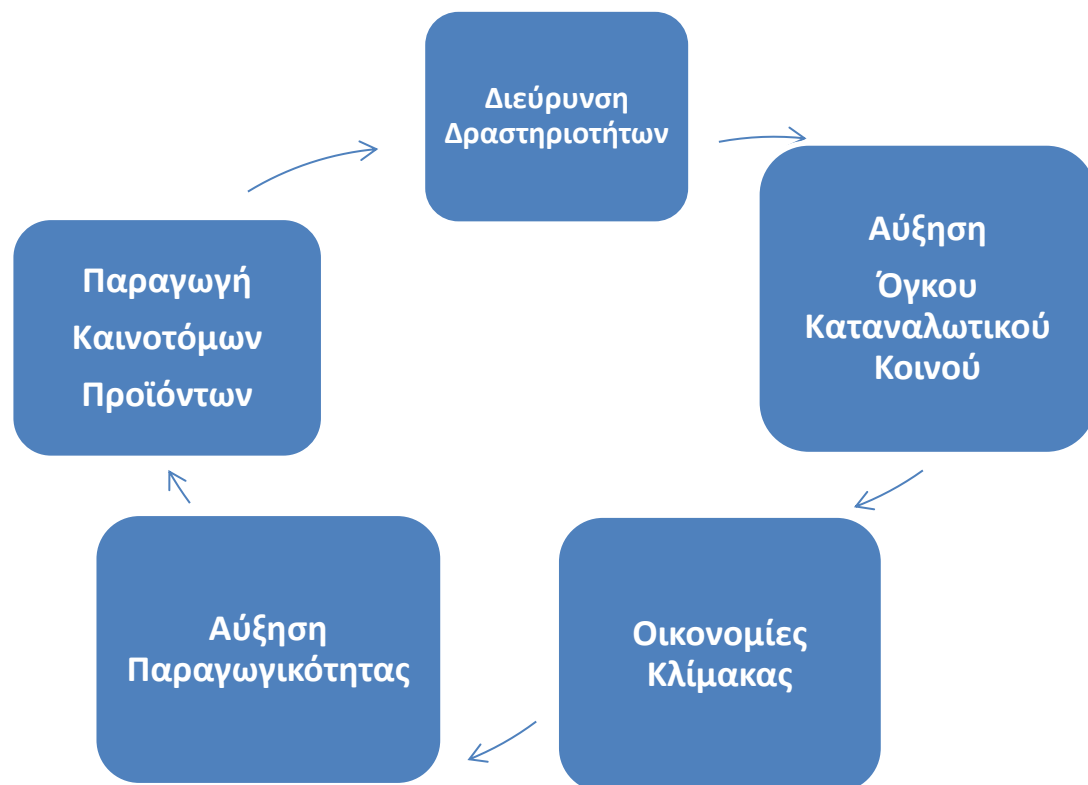 Διεύρυνση
Δραστηριοτήτων
Αύξηση
Όγκου
Καταναλωτικού
Κοινού
Οικονομίες
Κλίμακας
Αύξηση
Παραγωγικότητας
Παραγωγή
Καινοτόμων
Προϊόντων